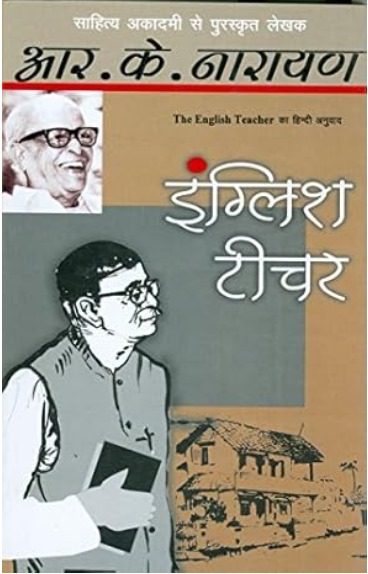 साहित्य अकादमी से पुरस्कृत लेखक
आर.के.नारायण
The English Teacher का हिन्दी अनुवाद
इंग्लिश
टीचर